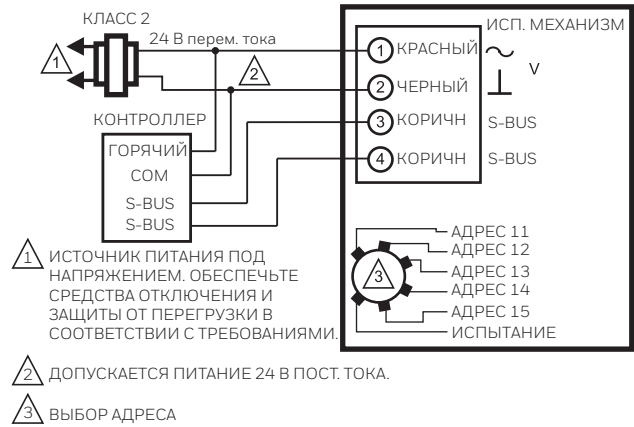 КЛАСС 2
ИСП. МЕХАНИЗМ
24 В перем. тока
1
2
1 КРАСНЫЙ
2 ЧЕРНЫЙ
V
3 КОРИЧН S-BUS
4 КОРИЧН S-BUS
КОНТРОЛЛЕР
ГОРЯЧИЙ
COM
S-BUS
S-BUS
3
АДРЕС 11
АДРЕС 12
АДРЕС 13
АДРЕС 14
АДРЕС 15
ИСПЫТАНИЕ
1 ИСТОЧНИК ПИТАНИЯ ПОД
НАПРЯЖЕНИЕМ. ОБЕСПЕЧЬТЕ
СРЕДСТВА ОТКЛЮЧЕНИЯ И
ЗАЩИТЫ ОТ ПЕРЕГРУЗКИ В
СООТВЕТСТВИИ С ТРЕБОВАНИЯМИ.
2 ДОПУСКАЕТСЯ ПИТАНИЕ 24 В ПОСТ. ТОКА.
3 ВЫБОР АДРЕСА